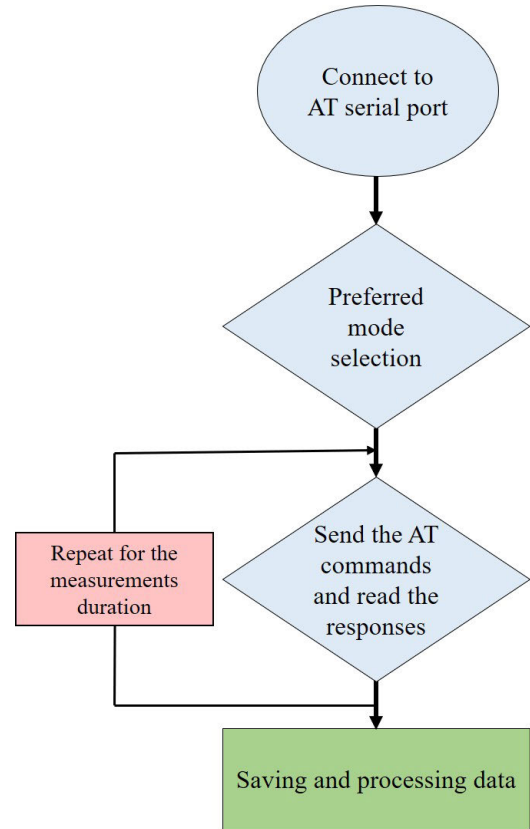 Connect to
AT serial port
Preferred
mode
selection
Repeat for the
measurements
duration
Send the AT
commands
and read the
responses
Saving and processing data